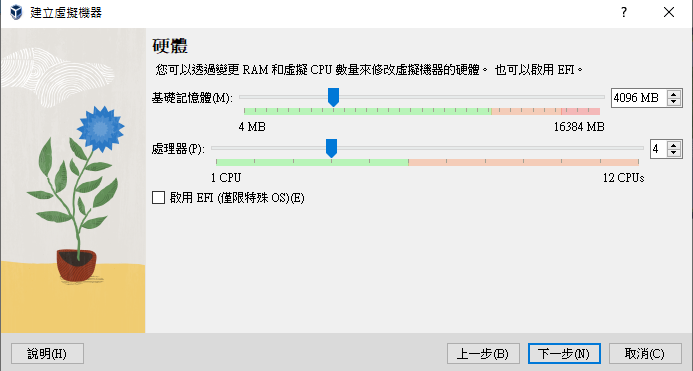 建立虛擬機器
?
硬體
您可以透過變更 RAM 和虛擬 CPU 數量來修改虛擬機器的硬體。 也可以啟用 EFI。
基礎記憶體(M): 4096 MB
4 MB 16384 MB
處理器(P): 4
1 CPU 12 CPUs
啟用 EFI (僅限特殊 OS)(E)
說明(H) 上一步(B) 下一步(N) 取消(C)